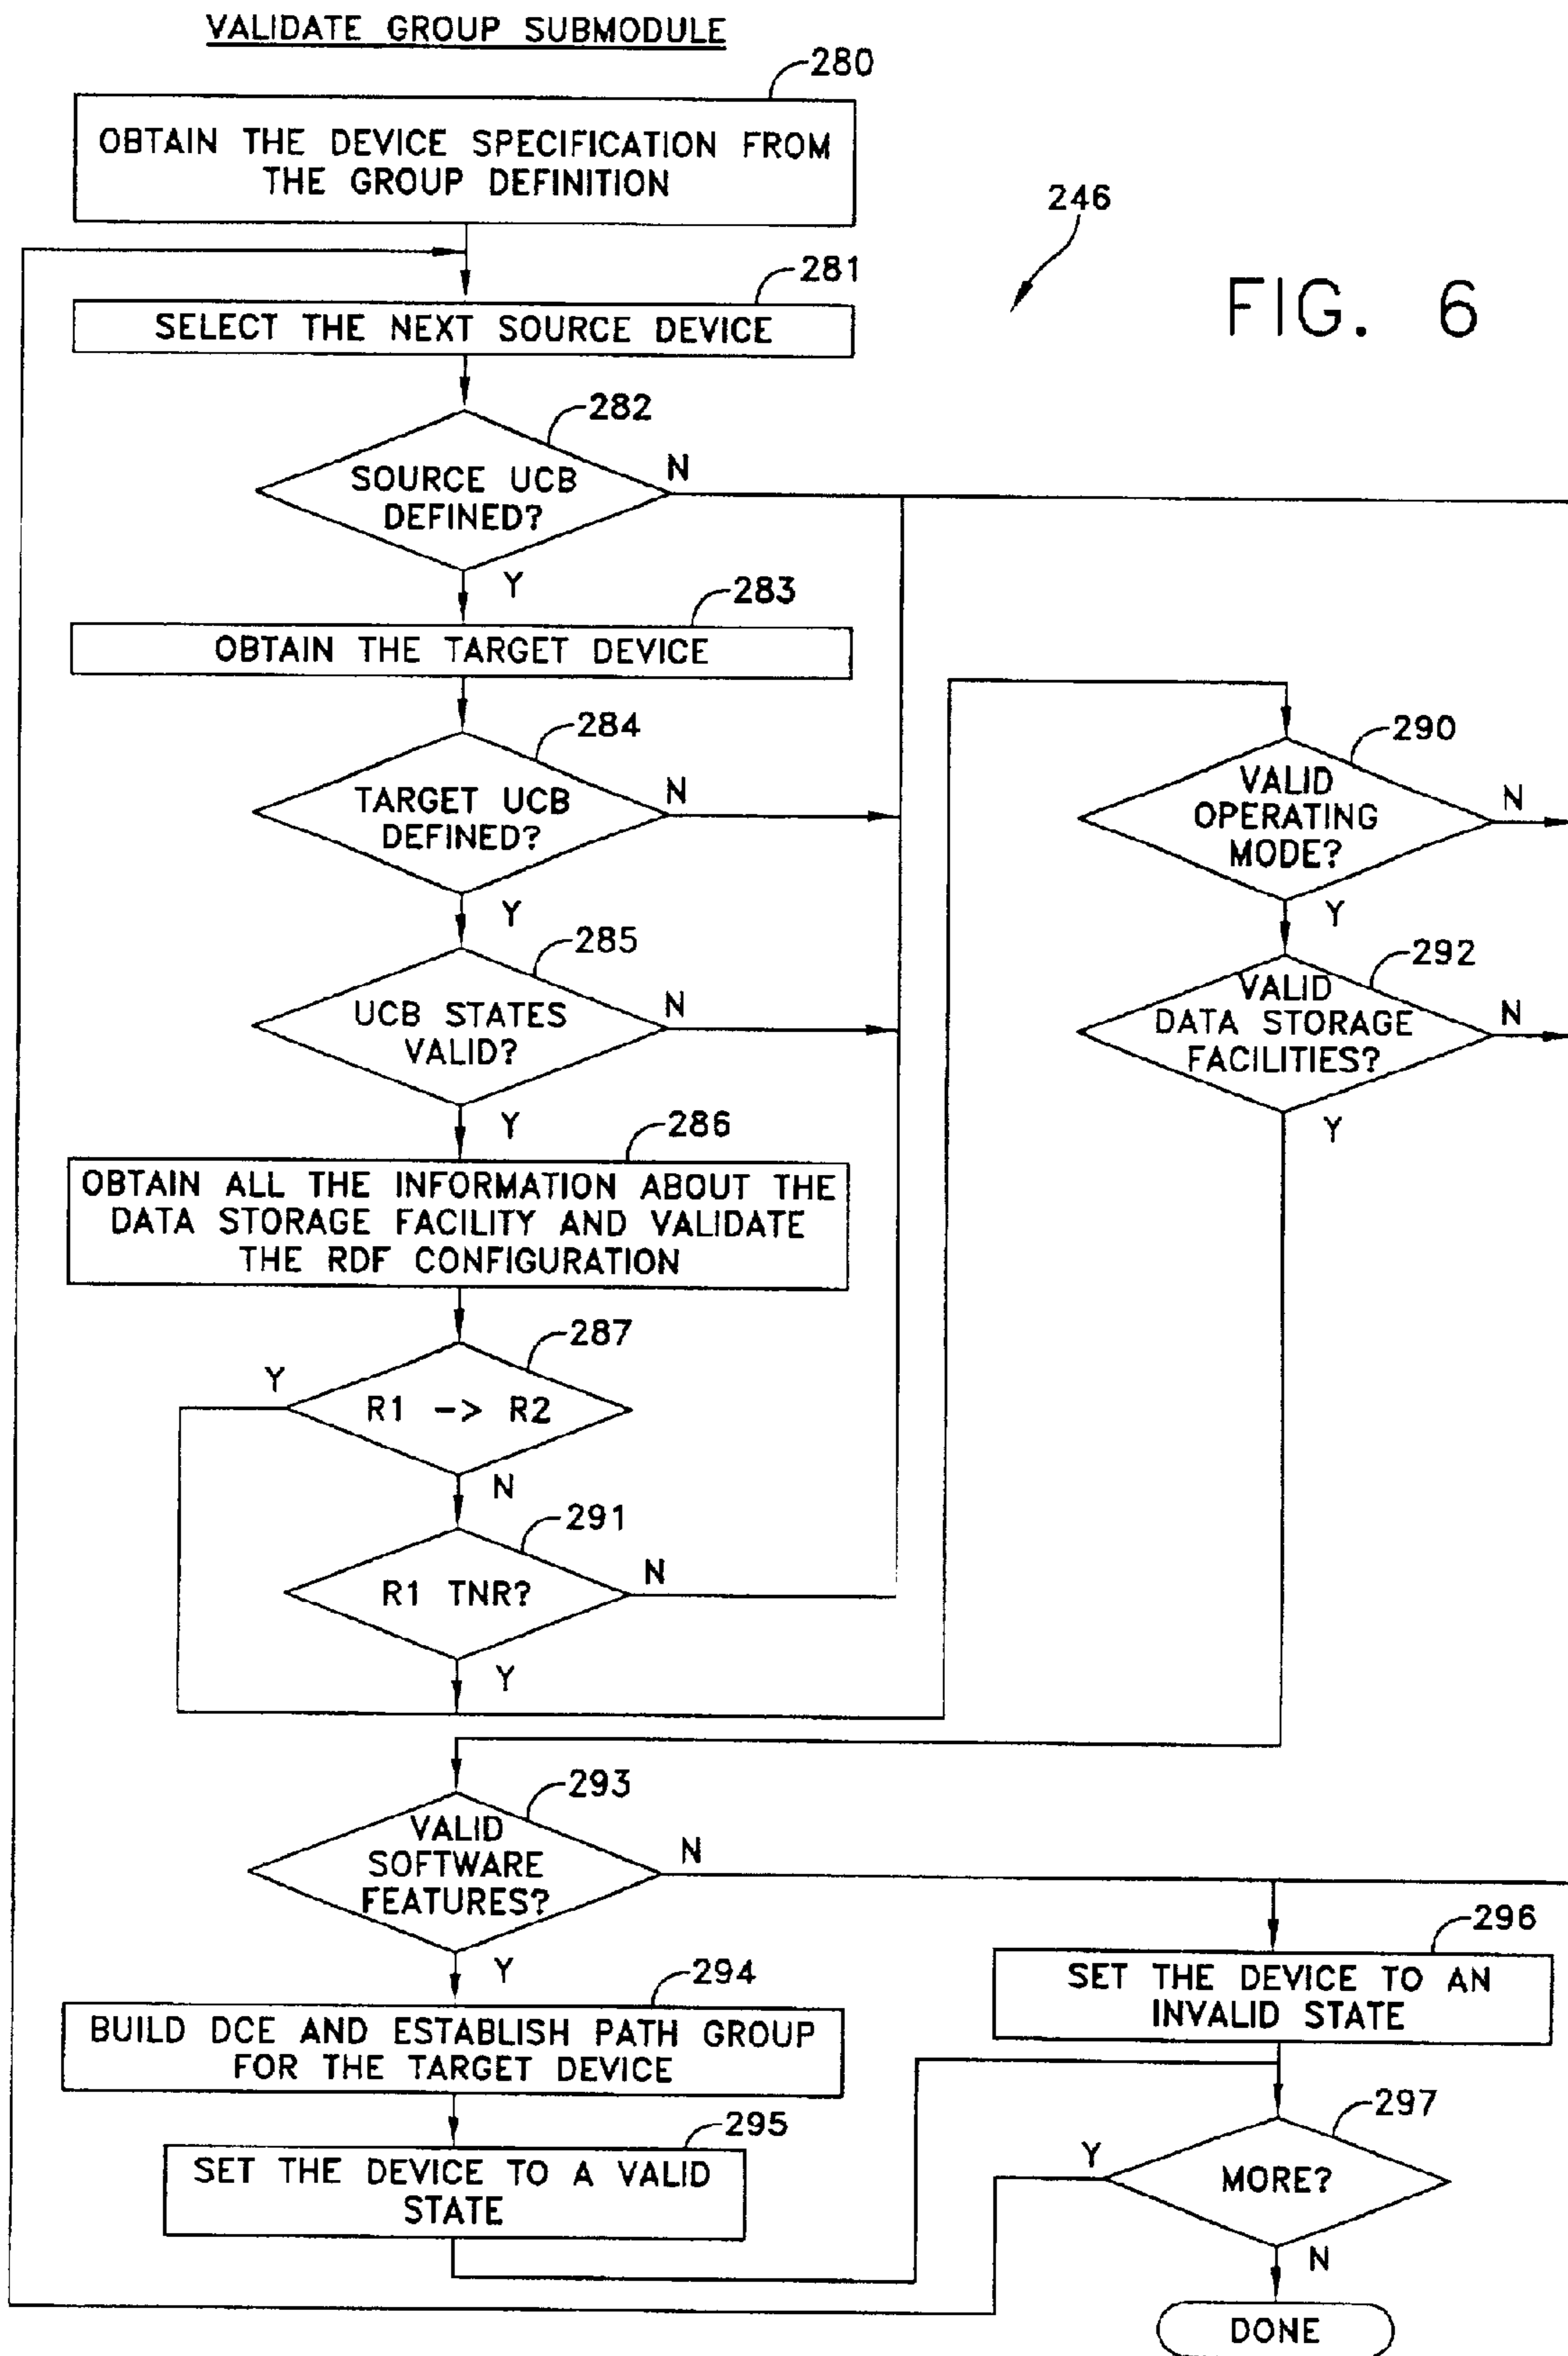 VALIDATE GROUP SUBMODULE
280
OBTAIN THE DEVICE SPECIFICATION FROM
THE GROUP DEFINITION
246
FIG. 6
281
SELECT THE NEXT SOURCE DEVICE
282
SOURCE UCB
DEFINED?
N
Y
283
OBTAIN THE TARGET DEVICE
284
TARGET UCB
DEFINED?
N
Y
285
UCB STATES
VALID?
N
Y
286
OBTAIN ALL THE INFORMATION ABOUT THE
DATA STORAGE FACILITY AND VALIDATE
THE RDF CONFIGURATION
287
Y
R1 -> R2
N
291
R1 TNR?
N
Y
290
VALID
OPERATING
MODE?
N
Y
292
VALID
DATA STORAGE
FACILITIES?
N
Y
293
VALID
SOFTWARE
FEATURES?
N
Y
294
BUILD DCE AND ESTABLISH PATH GROUP
FOR THE TARGET DEVICE
295
SET THE DEVICE TO A VALID
STATE
296
SET THE DEVICE TO AN
INVALID STATE
297
Y
MORE?
N
DONE